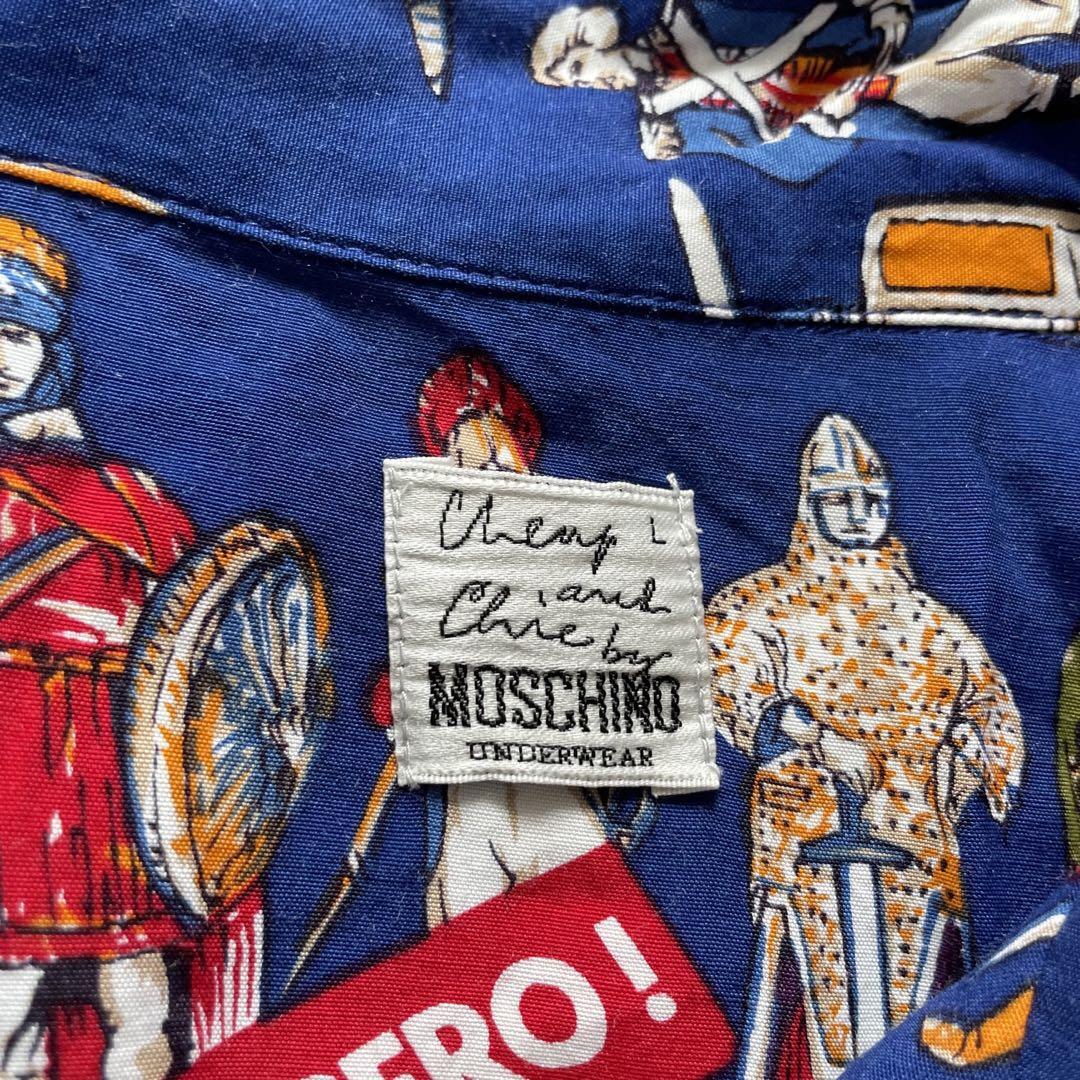 Cheap L
and
Chic by
MOSCHINO
UNDERWEAR
ERO!